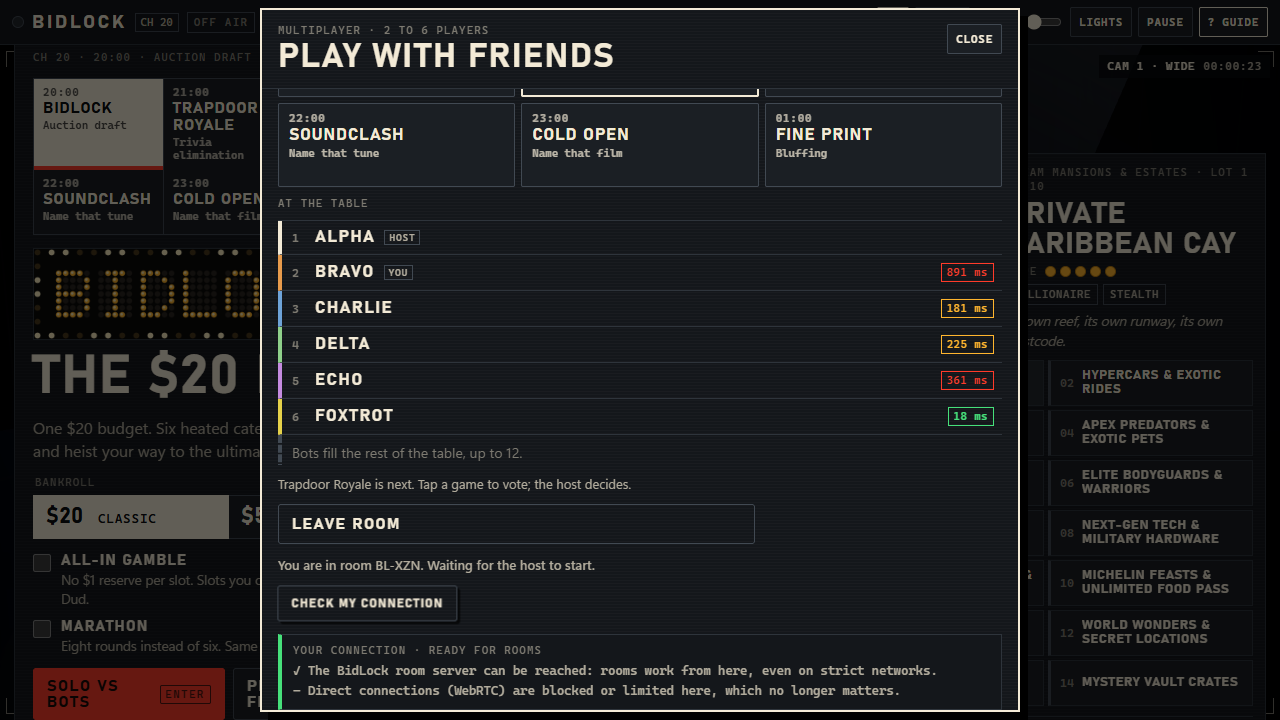 BIDLOCK CH 20 OFF AIR
LIGHTS PAUSE ? GUIDE
MULTIPLAYER · 2 TO 6 PLAYERS
PLAY WITH FRIENDS
CLOSE
CH 20 · 20:00 · AUCTION DRAFT
CAM 1 · WIDE 00:00:23
20:00
BIDLOCK
Auction draft
21:00
TRAPDOOR
ROYALE
Trivia
elimination
22:00
SOUNDCLASH
Name that tune
23:00
COLD OPEN
Name that film
BIDLO
THE $20
One $20 budget. Six heated cate
and heist your way to the ultima
BANKROLL
$20 CLASSIC
$5
ALL-IN GAMBLE
No $1 reserve per slot. Slots you c
Dud.
MARATHON
Eight rounds instead of six. Same
SOLO VS
BOTS
ENTER
22:00
SOUNDCLASH
Name that tune
23:00
COLD OPEN
Name that film
01:00
FINE PRINT
Bluffing
AT THE TABLE
1 ALPHA HOST
2 BRAVO YOU 891 ms
3 CHARLIE 181 ms
4 DELTA 225 ms
5 ECHO 361 ms
6 FOXTROT 18 ms
Bots fill the rest of the table, up to 12.
Trapdoor Royale is next. Tap a game to vote; the host decides.
LEAVE ROOM
You are in room BL-XZN. Waiting for the host to start.
CHECK MY CONNECTION
YOUR CONNECTION · READY FOR ROOMS
✓ The BidLock room server can be reached: rooms work from here, even on strict networks.
– Direct connections (WebRTC) are blocked or limited here, which no longer matters.
AM MANSIONS & ESTATES · LOT 1
10
RIVATE
ARIBBEAN CAY
E
LLIONAIRE STEALTH
own reef, its own runway, its own
stcode.
02 HYPERCARS & EXOTIC
RIDES
04 APEX PREDATORS &
EXOTIC PETS
06 ELITE BODYGUARDS &
WARRIORS
08 NEXT-GEN TECH &
MILITARY HARDWARE
10 MICHELIN FEASTS &
UNLIMITED FOOD PASS
12 WORLD WONDERS &
SECRET LOCATIONS
14 MYSTERY VAULT CRATES